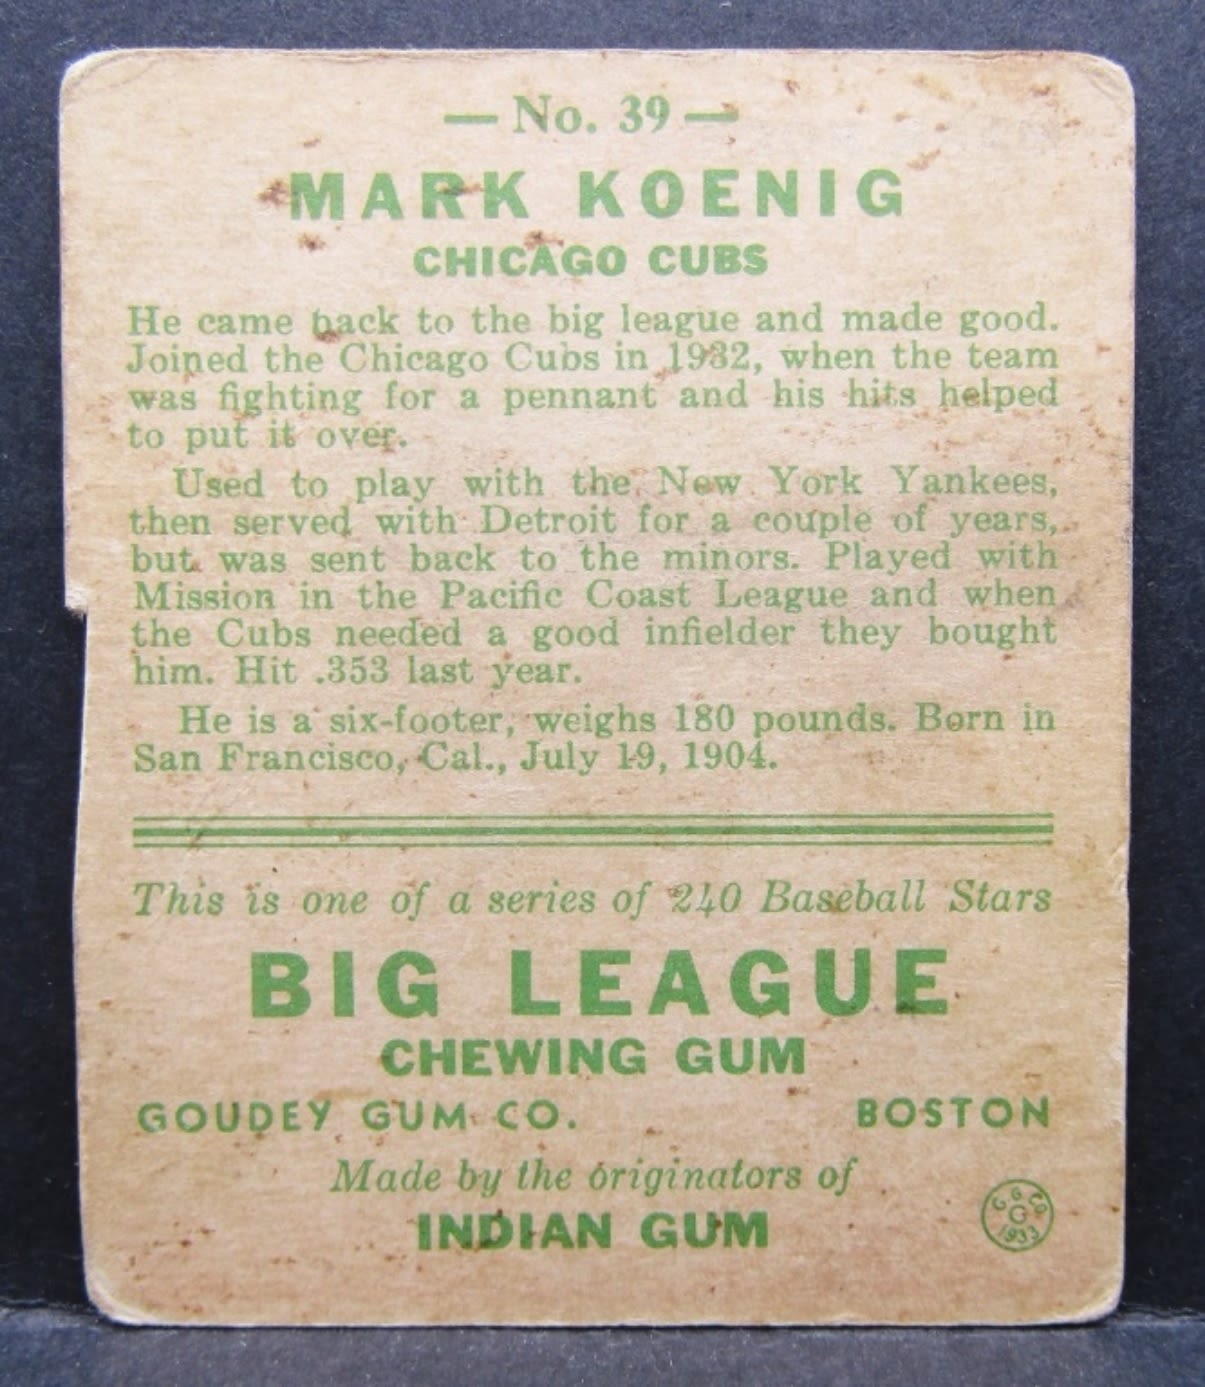 — No. 39 —
MARK KOENIG
CHICAGO CUBS
He came back to the big league and made good.
Joined the Chicago Cubs in 1932, when the team
was fighting for a pennant and his hits helped
to put it over.
Used to play with the New York Yankees,
then served with Detroit for a couple of years,
but was sent back to the minors. Played with
Mission in the Pacific Coast League and when
the Cubs needed a good infielder they bought
him. Hit .353 last year.
He is a six-footer, weighs 180 pounds. Born in
San Francisco, Cal., July 19, 1904.
This is one of a series of 240 Baseball Stars
BIG LEAGUE
CHEWING GUM
GOUDEY GUM CO. BOSTON
Made by the originators of
INDIAN GUM
G. G. Co.
G
1933